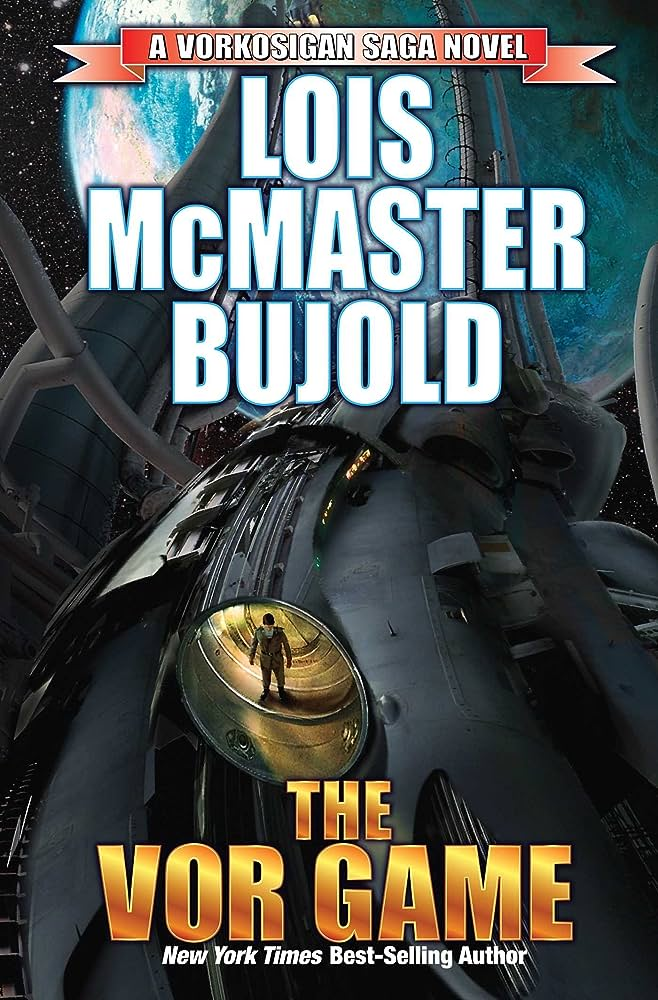 A VORKOSIGAN SAGA NOVEL
LOIS
McMASTER
BUJOLD
THE
VOR GAME
New York Times Best-Selling Author